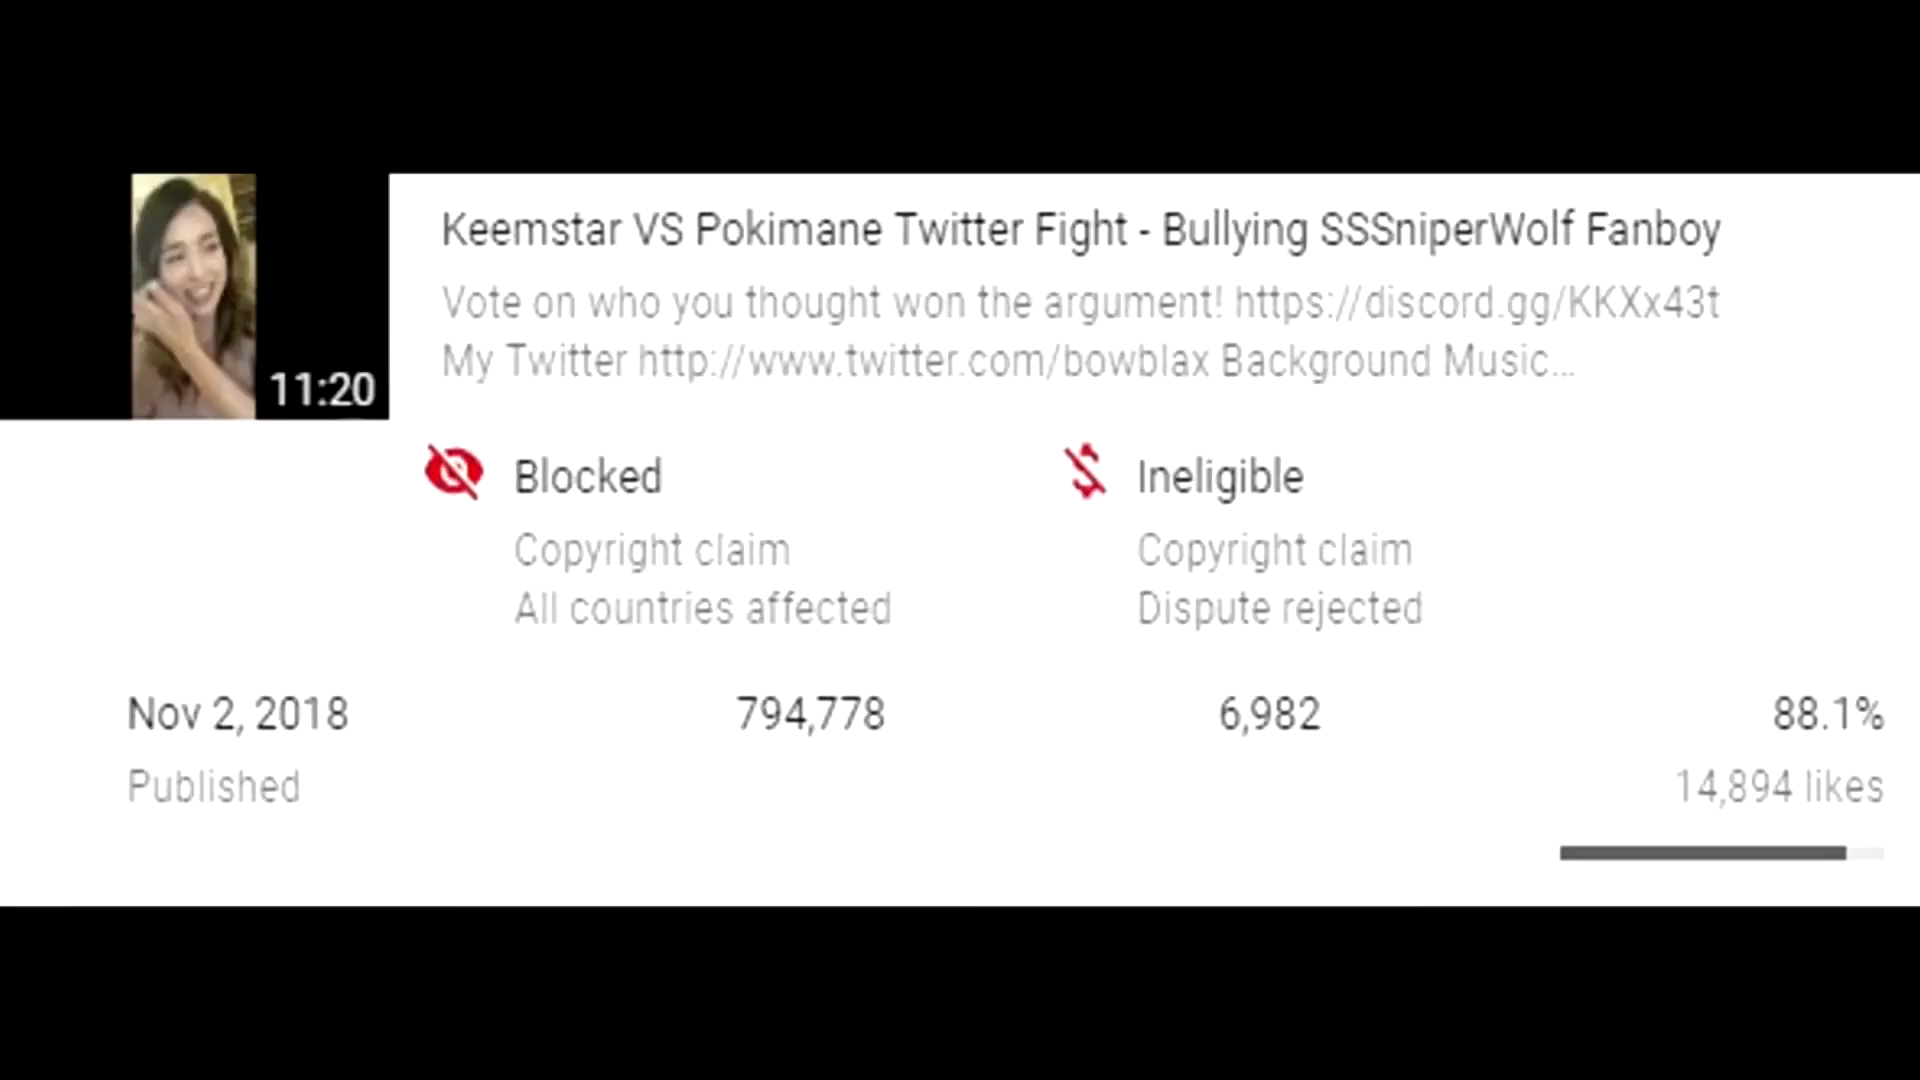 Keemstar VS Pokimane Twitter Fight - Bullying SSSniperWolf Fanboy
Vote on who you thought won the argument! https://discord.gg/KKXx43t
My Twitter http://www.twitter.com/bowblax Background Music...
11:20
Blocked
Ineligible
Copyright claim
Copyright claim
All countries affected
Dispute rejected
Nov 2, 2018
794,778
6,982
88.1%
Published
14,894 likes